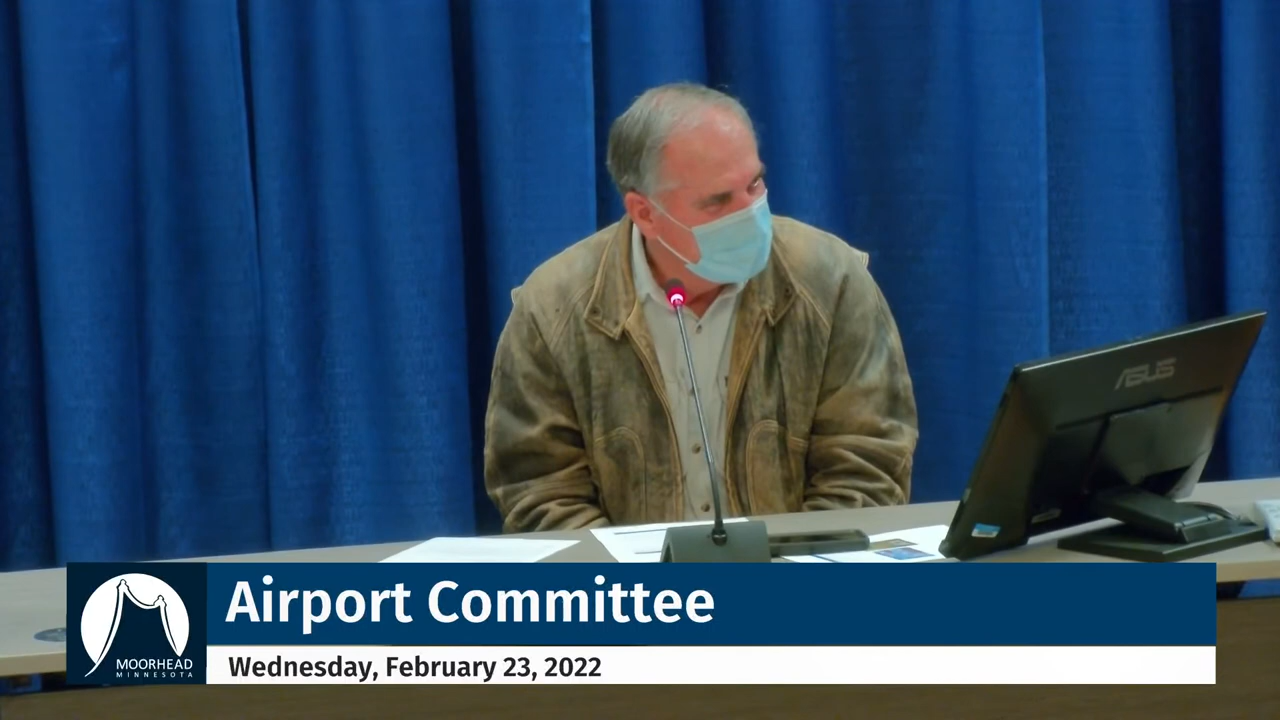 ASUS
Airport Committee
MOORHEAD
MINNESOTA
Wednesday, February 23, 2022